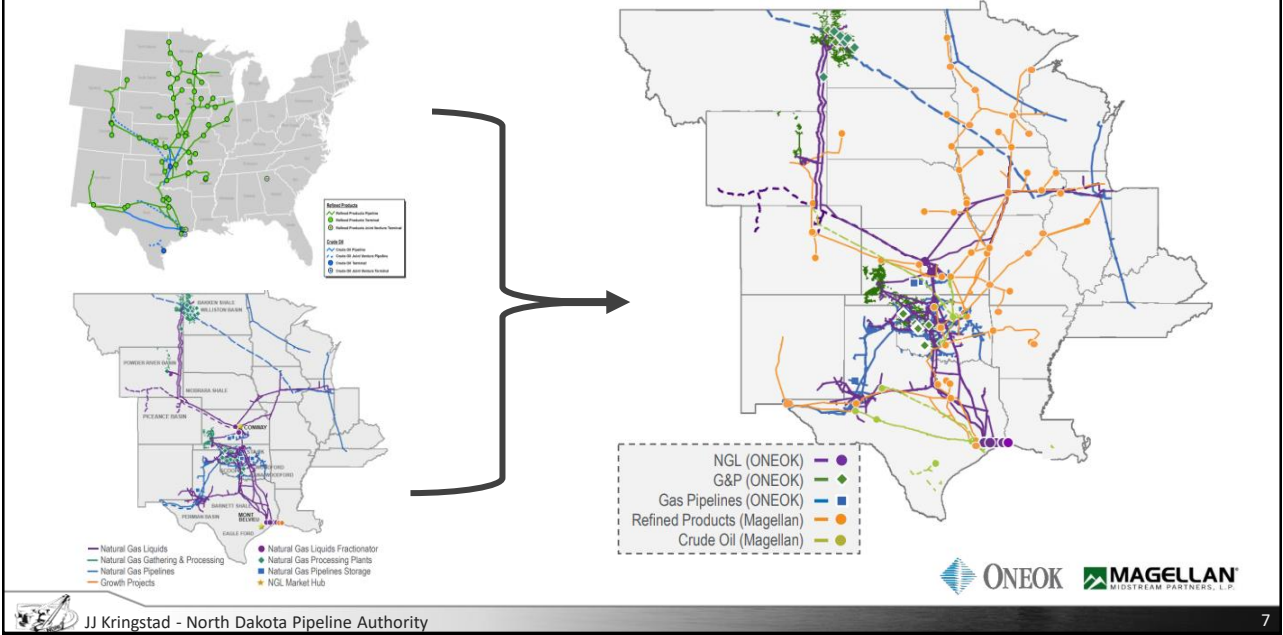 Refined Products
Refined Products Pipeline
Refined Products Terminal
Refined Products Joint Venture Terminal
Crude Oil
Crude Oil Pipeline
Crude Oil Joint Venture Pipeline
Crude Oil Terminal
Crude Oil Joint Venture Terminal
BAKKEN SHALE
WILLISTON BASIN
POWDER RIVER BASIN
NIOBRARA SHALE
PICEANCE BASIN
CONWAY
BARNETT SHALE
PERMIAN BASIN
MONT
BELVIEU
EAGLE FORD
Natural Gas Liquids
Natural Gas Gathering & Processing
Natural Gas Pipelines
Growth Projects
Natural Gas Liquids Fractionator
Natural Gas Processing Plants
Natural Gas Pipelines Storage
NGL Market Hub
NGL (ONEOK)
G&P (ONEOK)
Gas Pipelines (ONEOK)
Refined Products (Magellan)
Crude Oil (Magellan)
ONEOK
MAGELLAN
MIDSTREAM PARTNERS, L.P.
JJ Kringstad - North Dakota Pipeline Authority
7